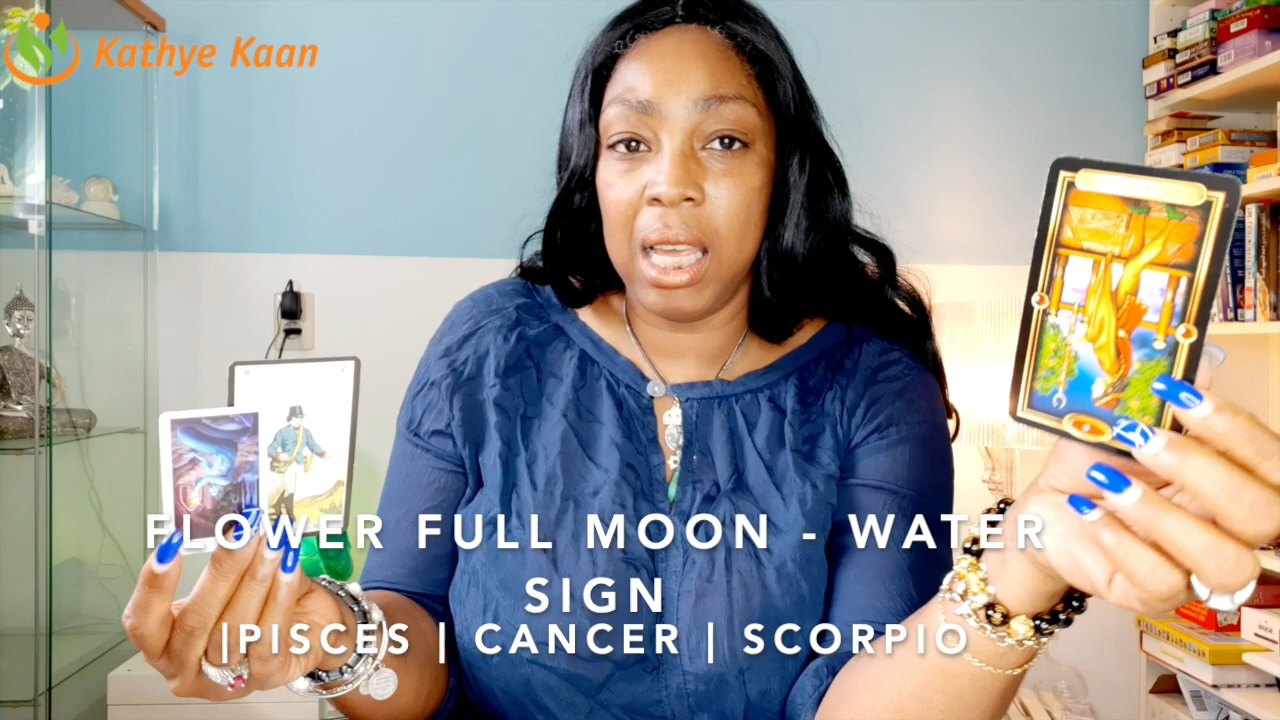 Kathye Kaan
FLOWER FULL MOON - WATER
SIGN
|PISCES | CANCER | SCORPIO